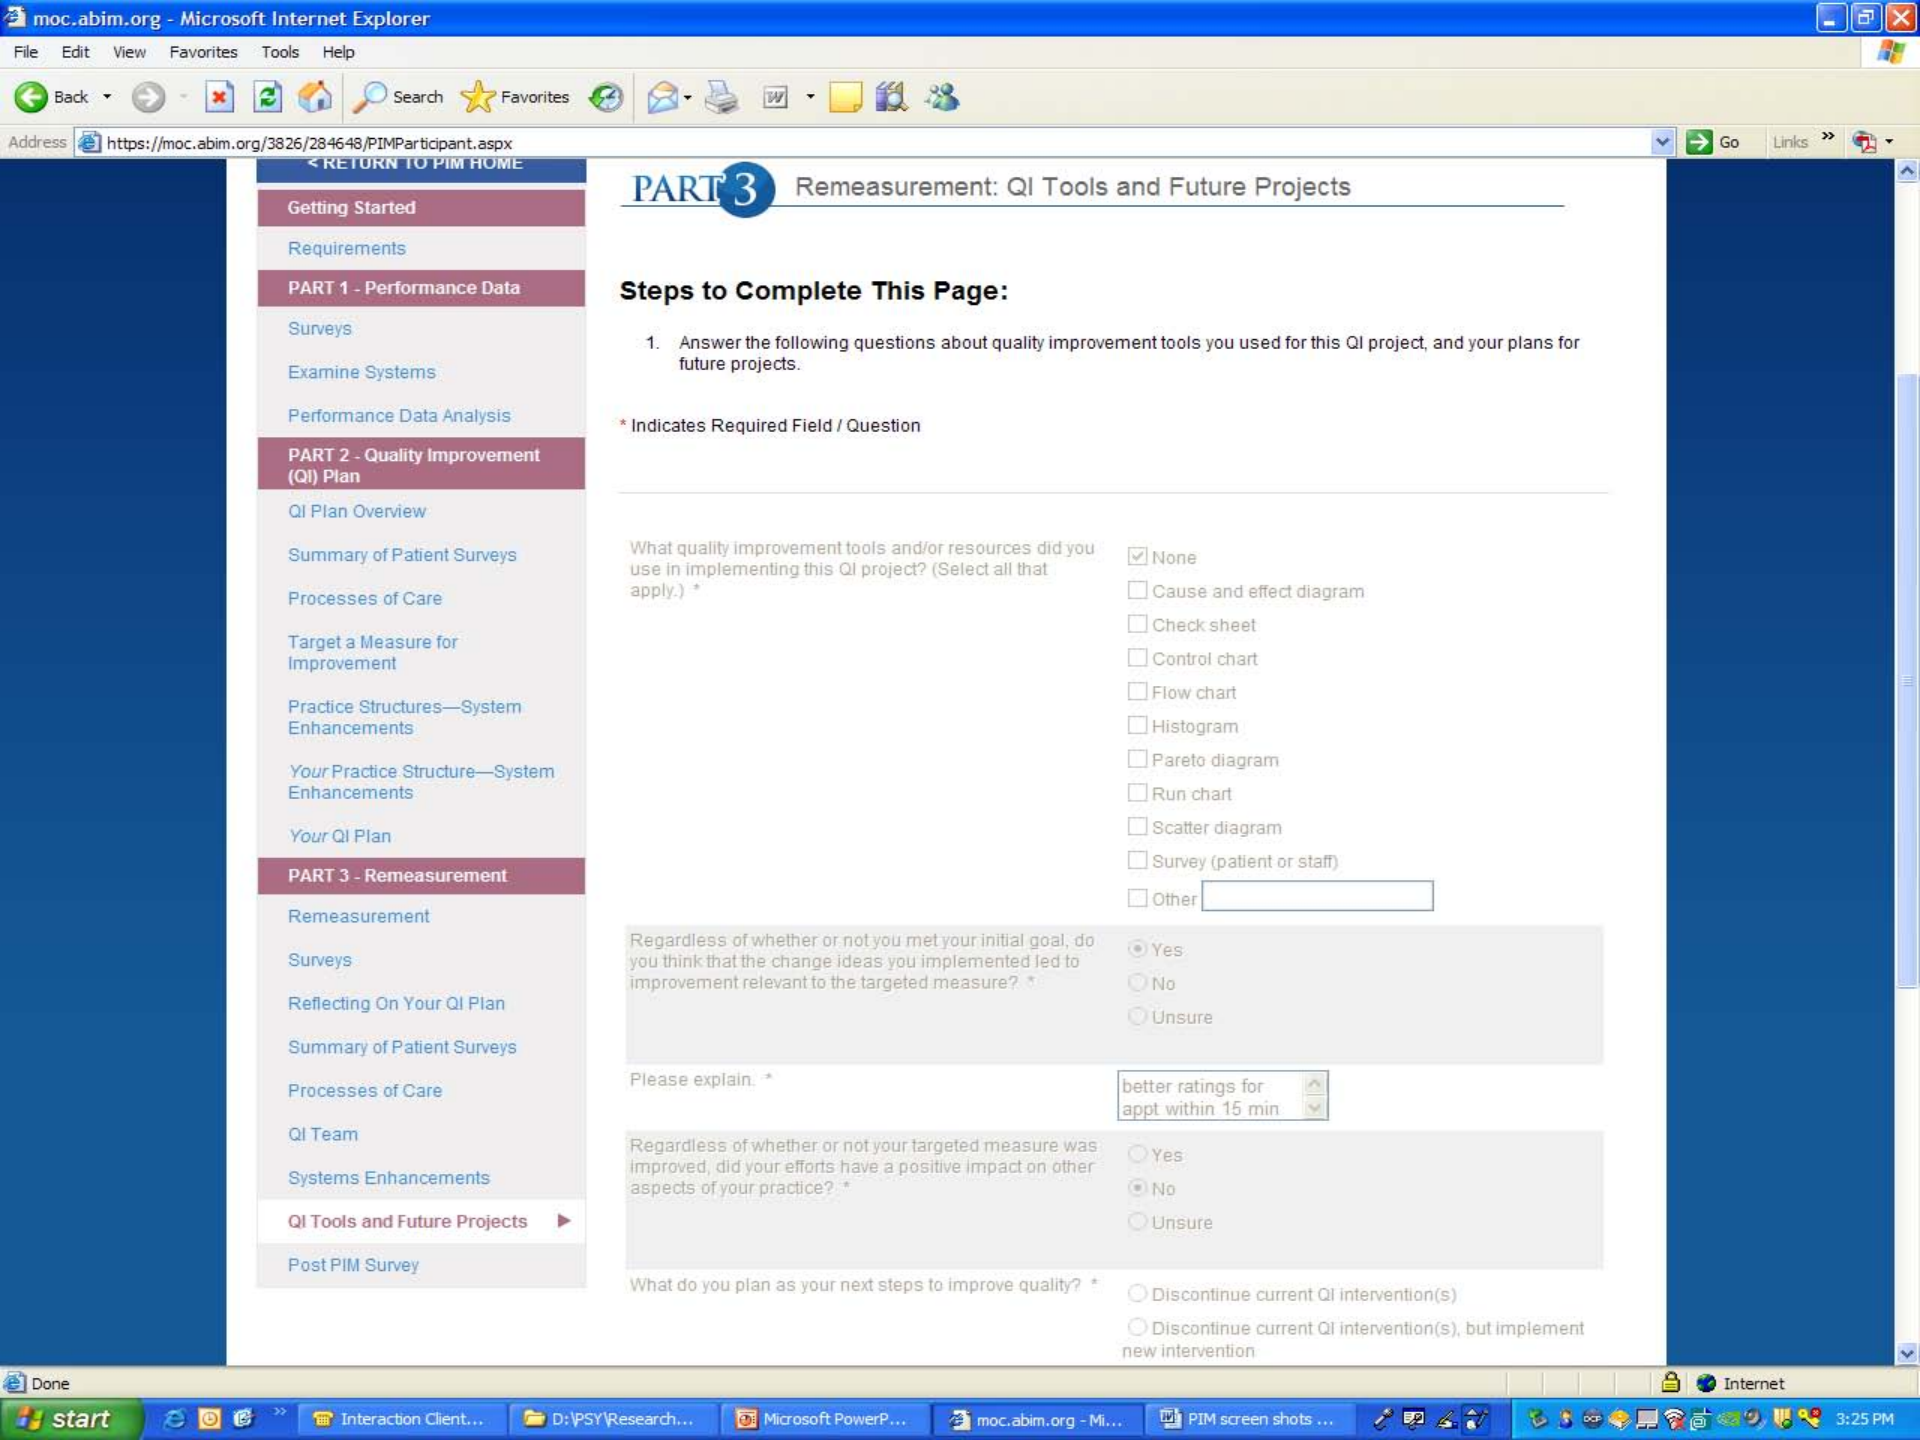 moc.abim.org - Microsoft Internet Explorer
File Edit View Favorites Tools Help
Back Search Favorites
Address https://moc.abim.org/3826/284648/PIMParticipant.aspx Go Links »
< RETURN TO PIM HOME
Getting Started
Requirements
PART 1 - Performance Data
Surveys
Examine Systems
Performance Data Analysis
PART 2 - Quality Improvement
(QI) Plan
QI Plan Overview
Summary of Patient Surveys
Processes of Care
Target a Measure for
Improvement
Practice Structures—System
Enhancements
Your Practice Structure—System
Enhancements
Your QI Plan
PART 3 - Remeasurement
Remeasurement
Surveys
Reflecting On Your QI Plan
Summary of Patient Surveys
Processes of Care
QI Team
Systems Enhancements
QI Tools and Future Projects
Post PIM Survey
PART 3 Remeasurement: QI Tools and Future Projects
Steps to Complete This Page:
1. Answer the following questions about quality improvement tools you used for this QI project, and your plans for
future projects.
* Indicates Required Field / Question
What quality improvement tools and/or resources did you
use in implementing this QI project? (Select all that
apply.) *
None
Cause and effect diagram
Check sheet
Control chart
Flow chart
Histogram
Pareto diagram
Run chart
Scatter diagram
Survey (patient or staff)
Other
Regardless of whether or not you met your initial goal, do
you think that the change ideas you implemented led to
improvement relevant to the targeted measure? *
Yes
No
Unsure
Please explain. *
better ratings for
appt within 15 min
Regardless of whether or not your targeted measure was
improved, did your efforts have a positive impact on other
aspects of your practice? *
Yes
No
Unsure
What do you plan as your next steps to improve quality? *
Discontinue current QI intervention(s)
Discontinue current QI intervention(s), but implement
new intervention
Done Internet
start » Interaction Client... D:\PSY\Research... Microsoft PowerP... moc.abim.org - Mi... PIM screen shots ... 3:25 PM